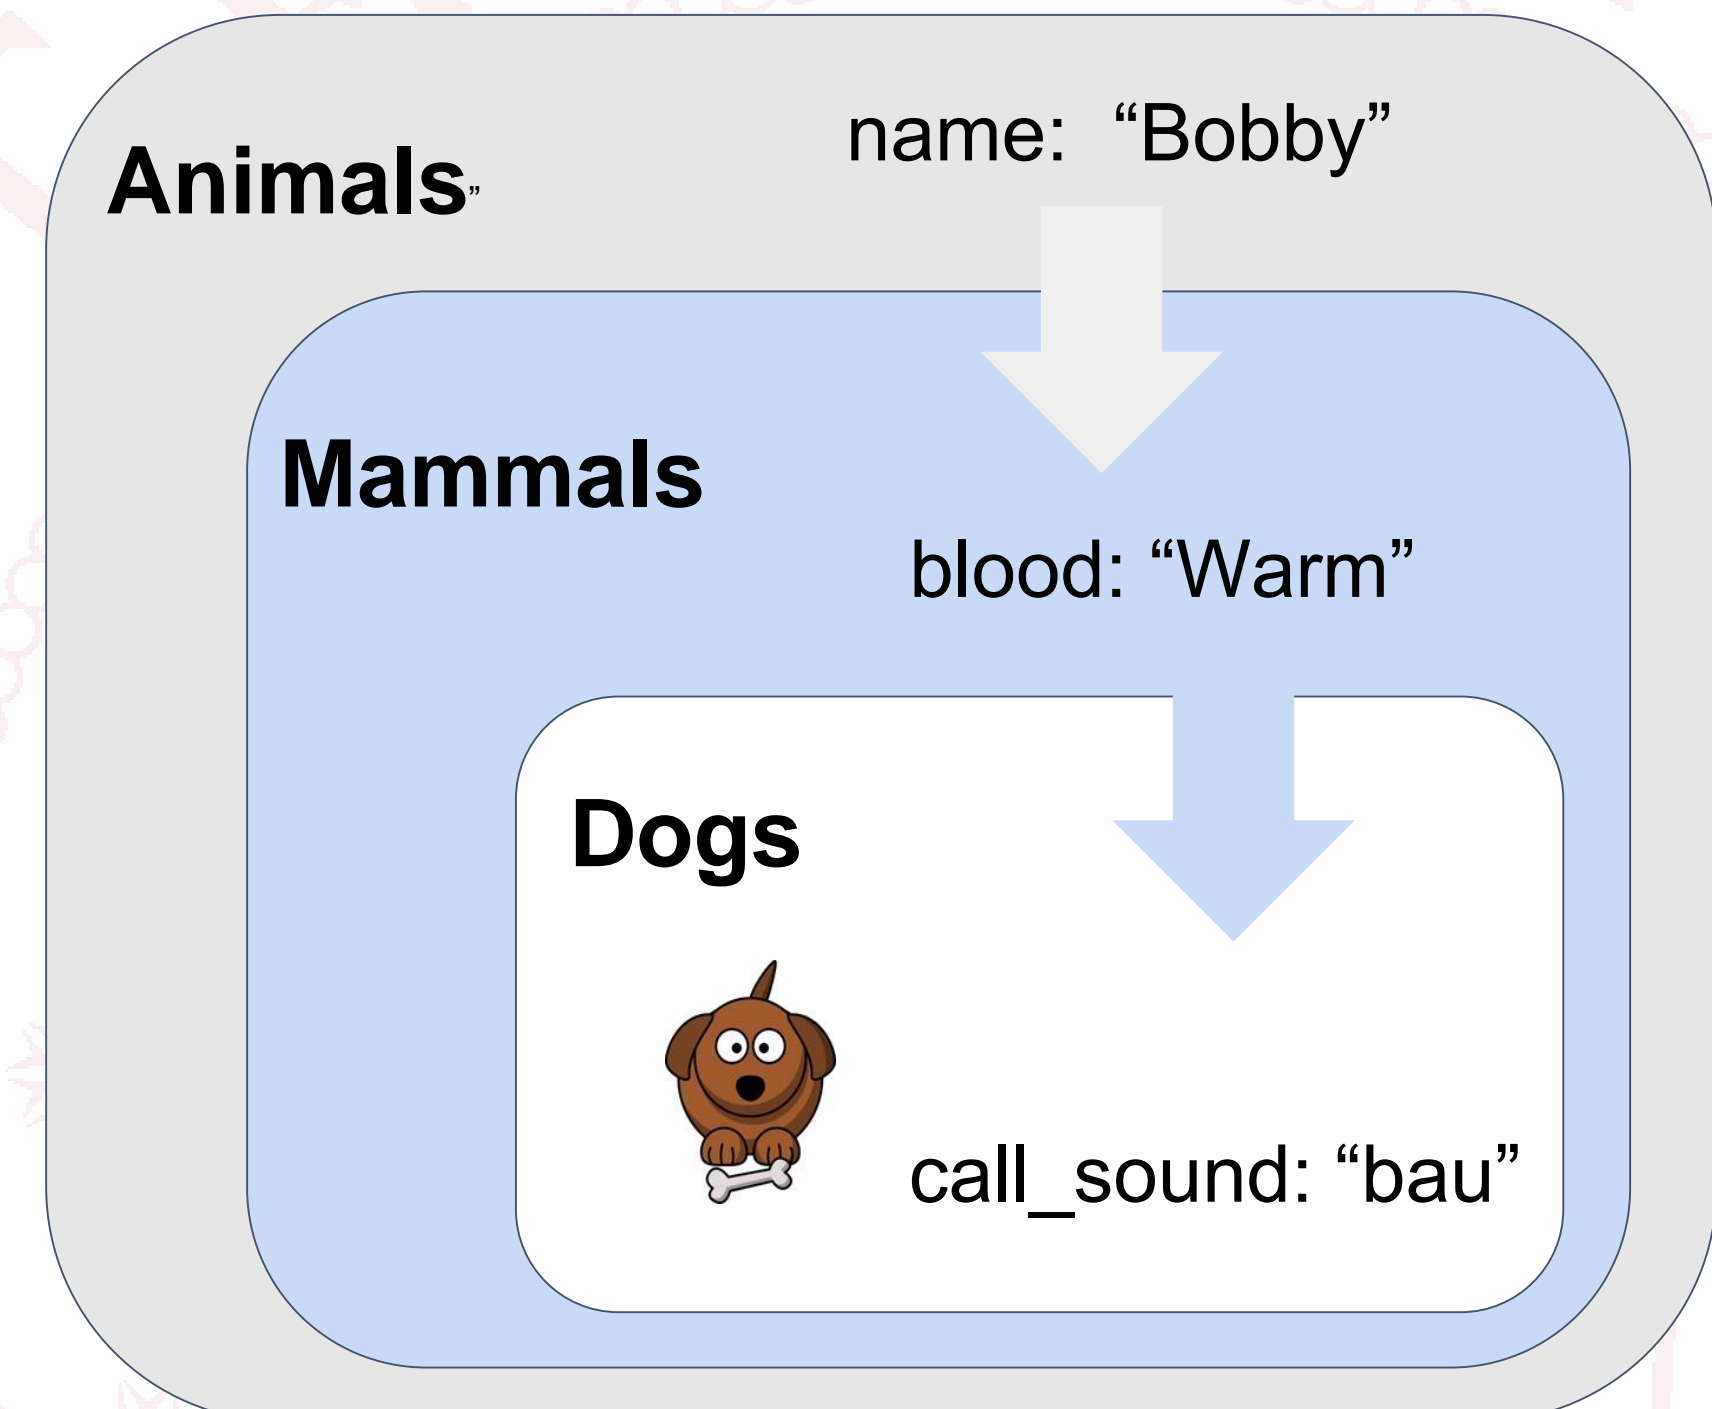 name:  “Bobby”
Animals”
Mammals
blood: “Warm”
Dogs
call_sound: “bau”